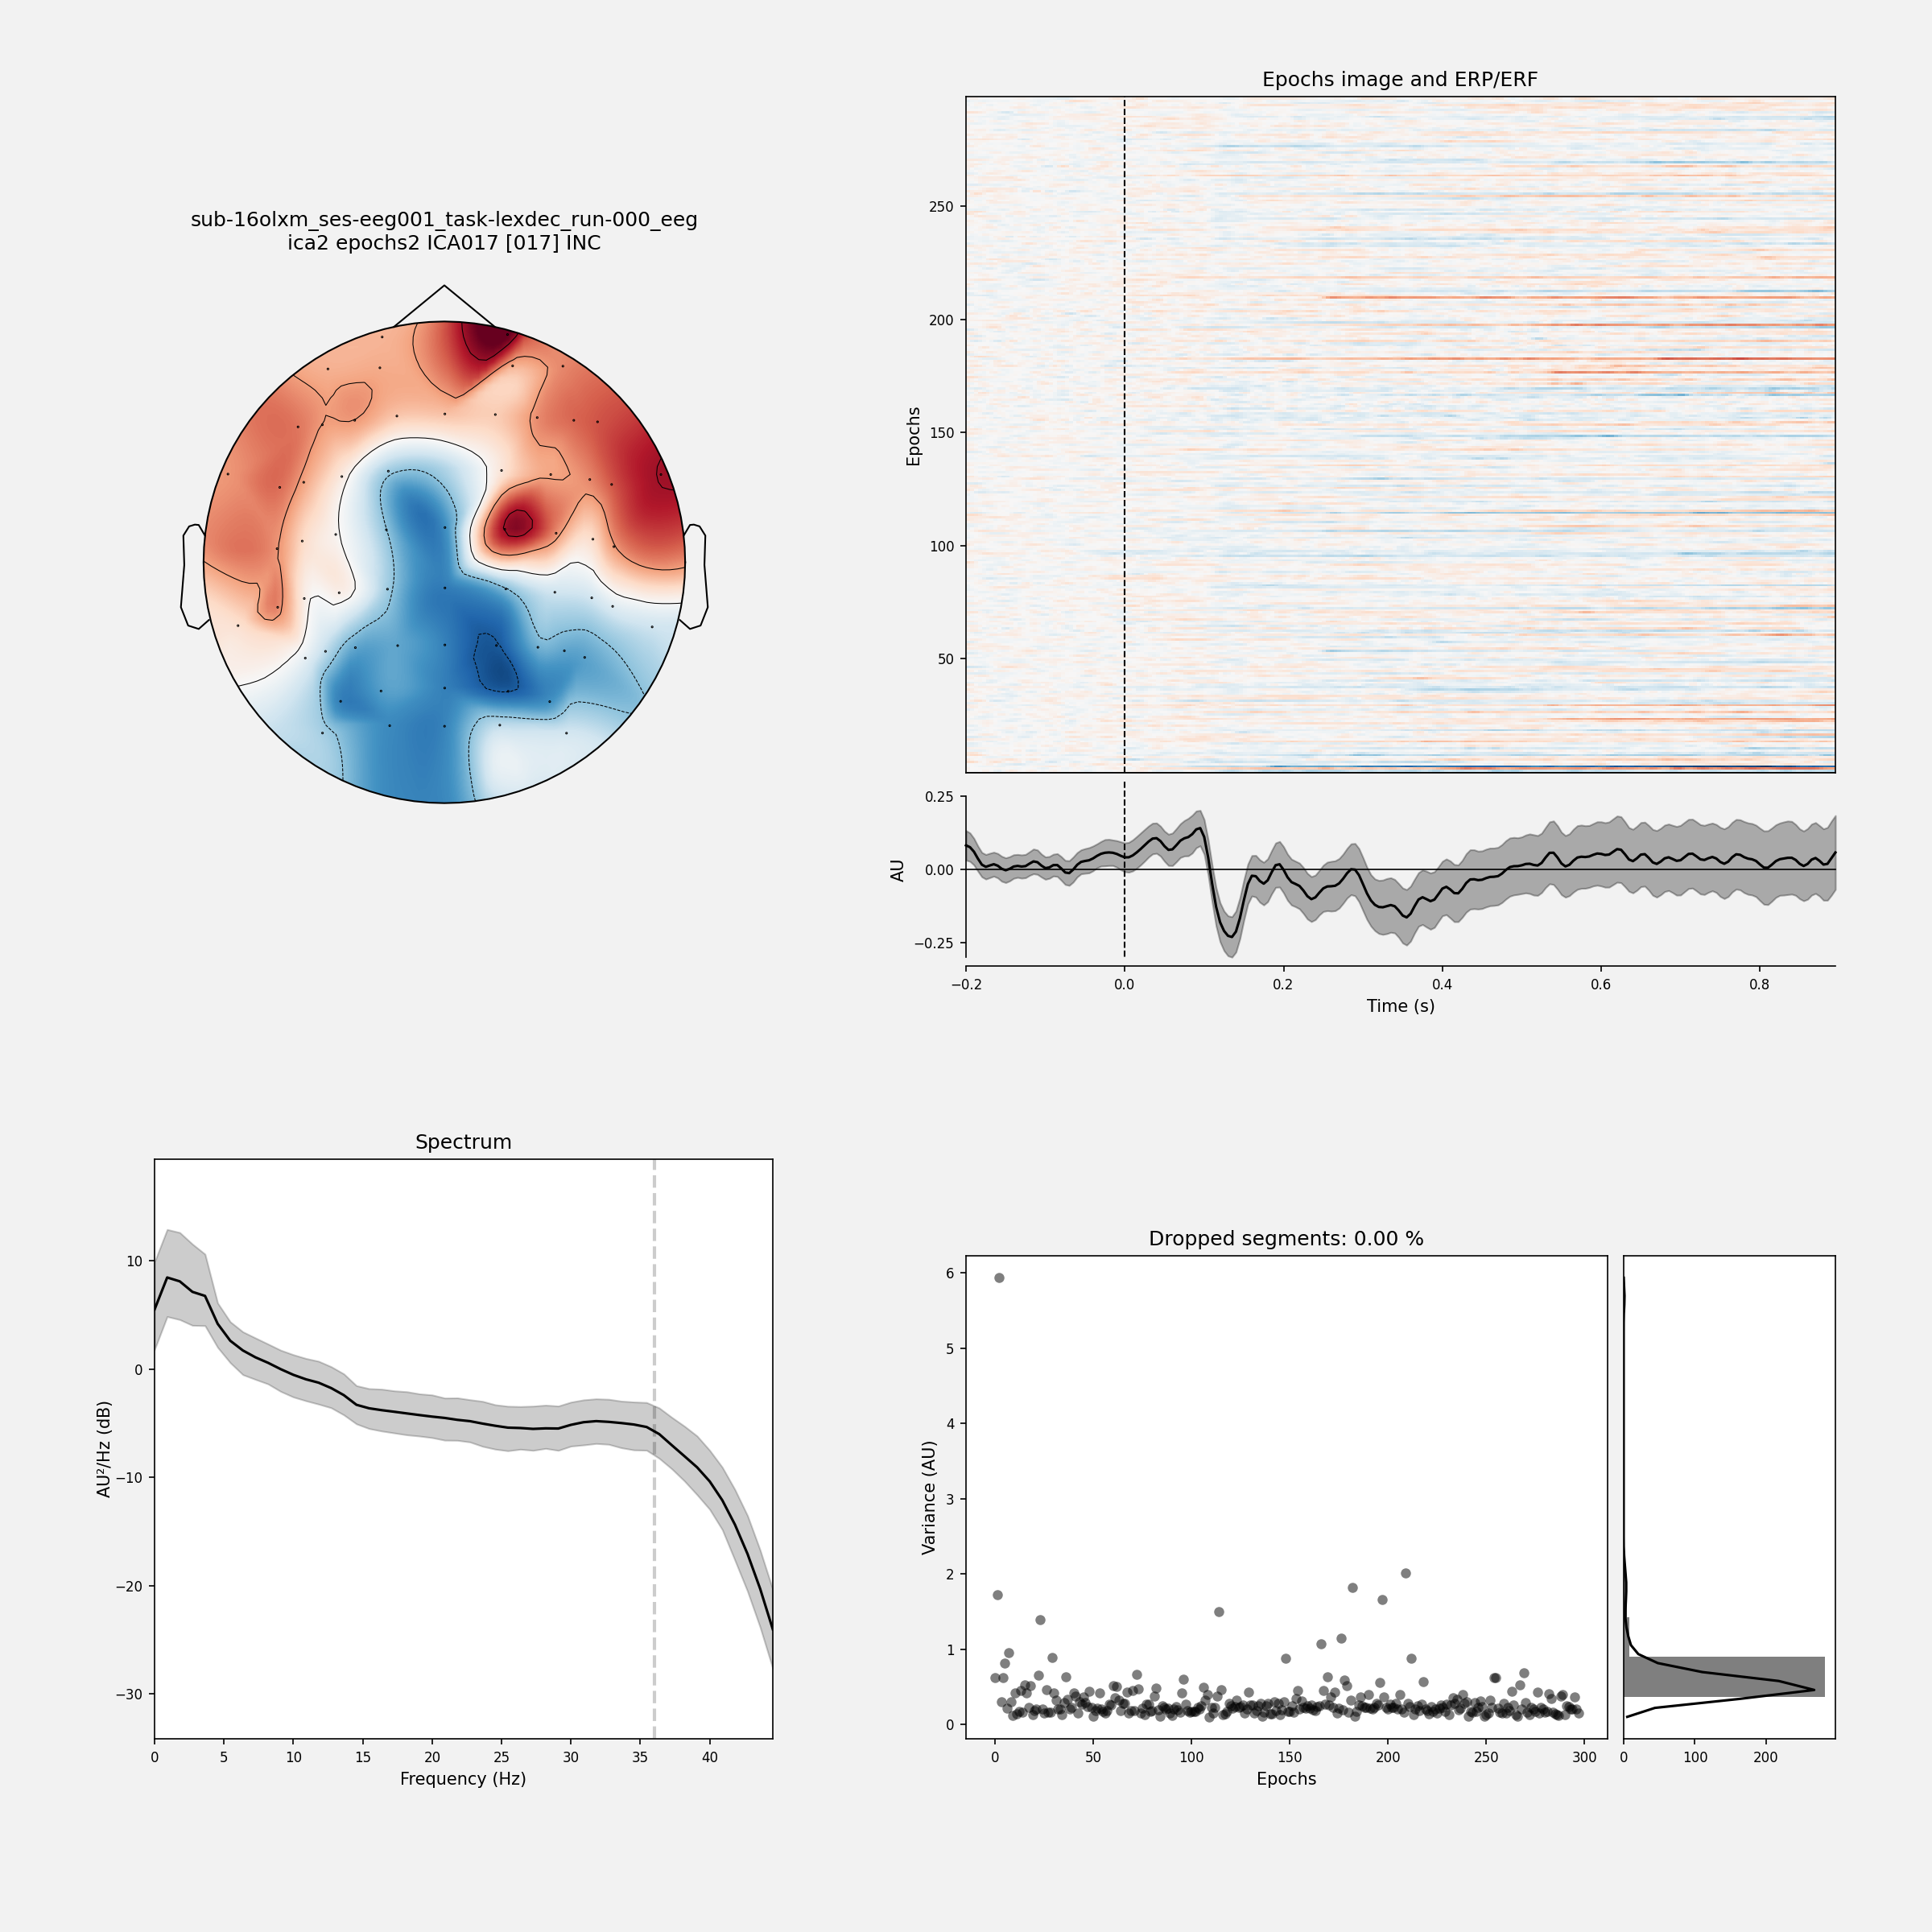 sub-16olxm_ses-eeg001_task-lexdec_run-000_eeg
ica2 epochs2 ICA017 [017] INC
Epochs image and ERP/ERF
Epochs
250
200
150
100
50
AU
0.25
0.00
−0.25
−0.2 0.0 0.2 0.4 0.6 0.8
Time (s)
Spectrum
AU²/Hz (dB)
10
0
−10
−20
−30
0 5 10 15 20 25 30 35 40
Frequency (Hz)
Dropped segments: 0.00 %
Variance (AU)
6
5
4
3
2
1
0
0 50 100 150 200 250 300
Epochs
0 100 200